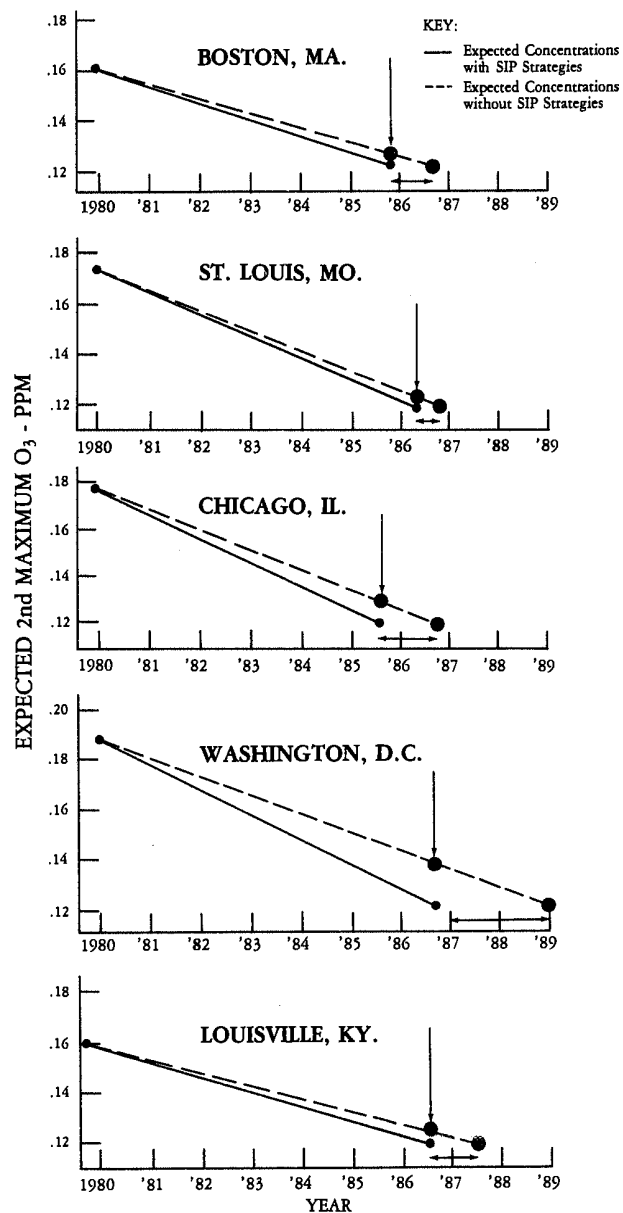 KEY:
Expected Concentrations
with SIP Strategies
Expected Concentrations
without SIP Strategies
EXPECTED 2nd MAXIMUM O3 - PPM
BOSTON, MA.
.18
.16
.14
.12
1980 '81 '82 '83 '84 '85 '86 '87 '88 '89
ST. LOUIS, MO.
.18
.16
.14
.12
1980 '81 '82 '83 '84 '85 '86 '87 '88 '89
CHICAGO, IL.
.18
.16
.14
.12
1980 '81 '82 '83 '84 '85 '86 '87 '88 '89
WASHINGTON, D.C.
.20
.18
.16
.14
.12
1980 '81 '82 '83 '84 '85 '86 '87 '88 '89
LOUISVILLE, KY.
.18
.16
.14
.12
1980 '81 '82 '83 '84 '85 '86 '87 '88 '89
YEAR